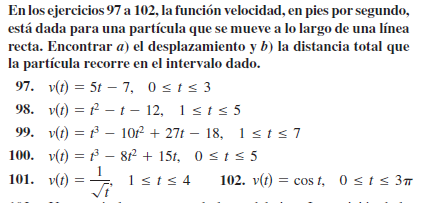 En los ejercicios 97 a 102, la función velocidad, en pies por segundo,
está dada para una partícula que se mueve a lo largo de una línea
recta. Encontrar a) el desplazamiento y b) la distancia total que
la partícula recorre en el intervalo dado.
97. v(t) = 5t − 7, 0 ≤ t ≤ 3
98. v(t) = t² − t − 12, 1 ≤ t ≤ 5
99. v(t) = t³ − 10t² + 27t − 18, 1 ≤ t ≤ 7
100. v(t) = t³ − 8t² + 15t, 0 ≤ t ≤ 5
101. v(t) = 1/√t, 1 ≤ t ≤ 4 102. v(t) = cos t, 0 ≤ t ≤ 3π